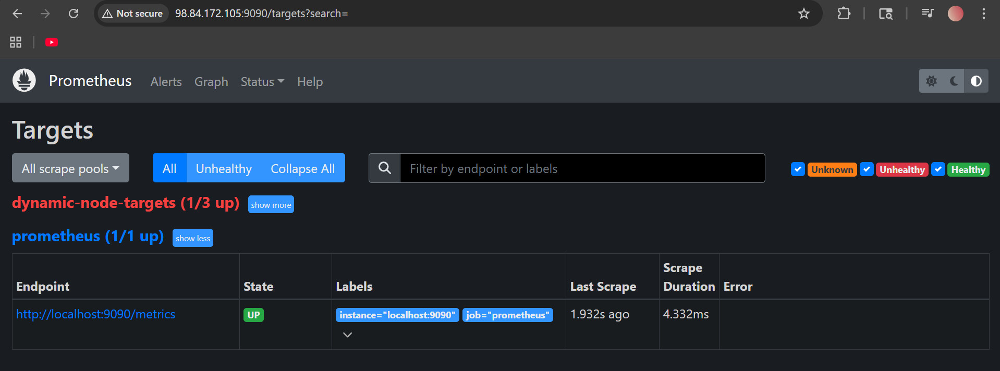 Not secure 98.84.172.105:9090/targets?search=
Prometheus Alerts Graph Status Help
Targets
All scrape pools All Unhealthy Collapse All Filter by endpoint or labels Unknown Unhealthy Healthy
dynamic-node-targets (1/3 up) show more
prometheus (1/1 up) show less
Endpoint State Labels Last Scrape Scrape Duration Error
http://localhost:9090/metrics UP instance="localhost:9090" job="prometheus" 1.932s ago 4.332ms